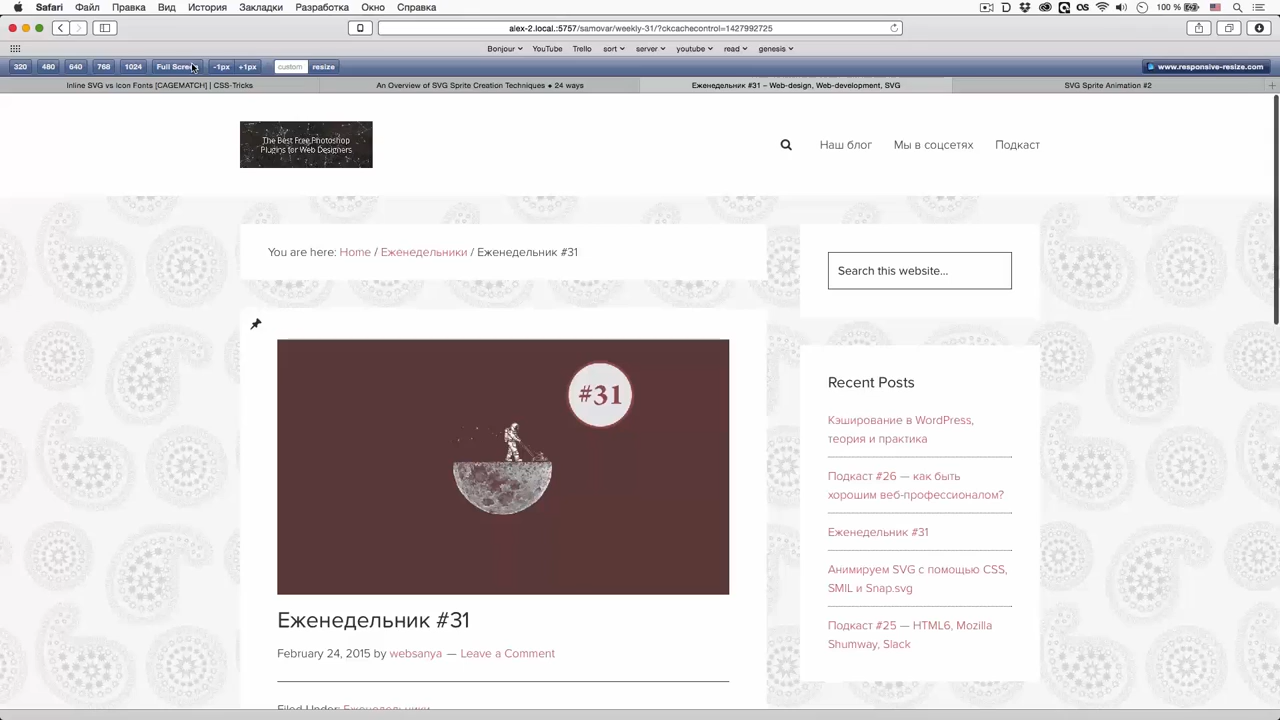 Safari Файл Правка Вид История Закладки Разработка Окно Справка 100 %
alex-2.local.:5757/samovar/weekly-31/?ckcachecontrol=1427992725
Bonjour YouTube Trello sort server youtube read genesis
320 480 640 768 1024 Full Screen -1px +1px custom resize www.responsive-resize.com
Inline SVG vs Icon Fonts [CAGEMATCH] | CSS-Tricks An Overview of SVG Sprite Creation Techniques ◆ 24 ways Еженедельник #31 – Web-design, Web-development, SVG SVG Sprite Animation #2
The Best Free Photoshop
Plugins for Web Designers
Наш блог Мы в соцсетях Подкаст
You are here: Home / Еженедельники / Еженедельник #31
Search this website...
#31
Еженедельник #31
February 24, 2015 by websanya — Leave a Comment
Filed Under: Еженедельники
Recent Posts
Кэширование в WordPress,
теория и практика
Подкаст #26 — как быть
хорошим веб-профессионалом?
Еженедельник #31
Анимируем SVG с помощью CSS,
SMIL и Snap.svg
Подкаст #25 — HTML6, Mozilla
Shumway, Slack